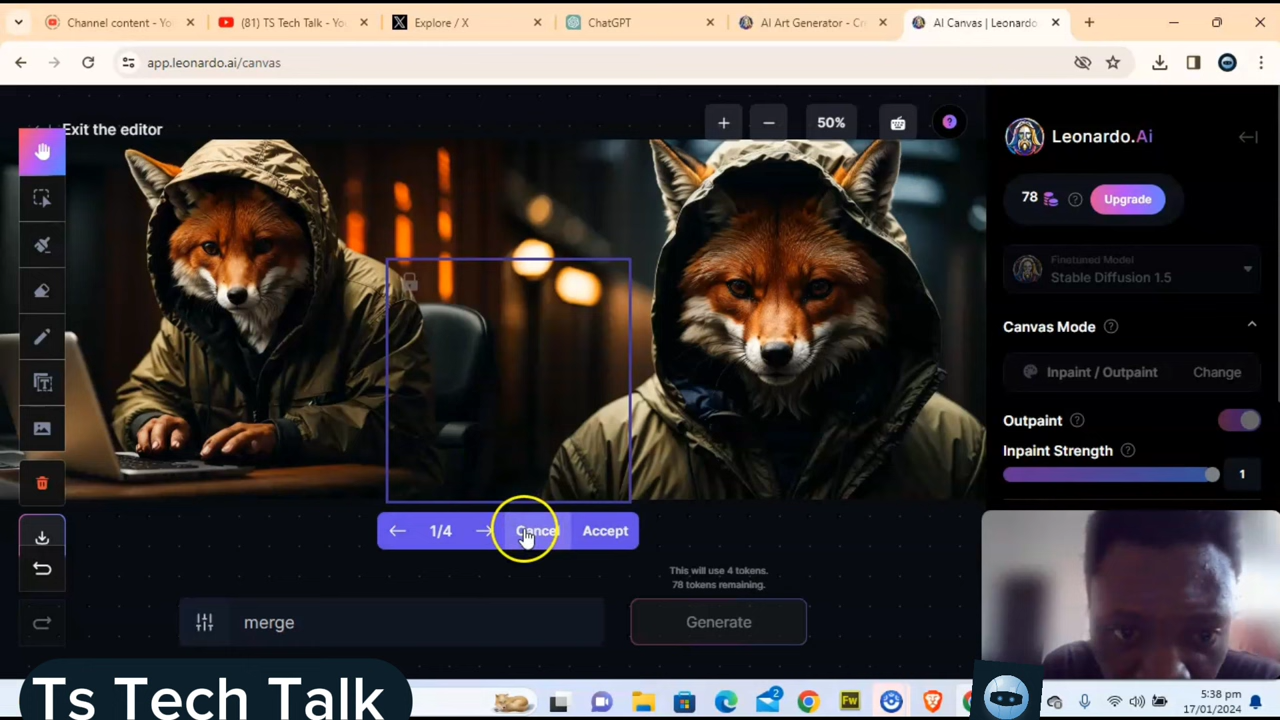 Channel content - Yo
(81) TS Tech Talk - Yo
Explore / X
ChatGPT
AI Art Generator - Cr
AI Canvas | Leonardo
app.leonardo.ai/canvas
Exit the editor
50%
Leonardo.Ai
78
Upgrade
Finetuned Model
Stable Diffusion 1.5
Canvas Mode
Inpaint / Outpaint
Change
Outpaint
Inpaint Strength
1
1/4
Cancel
Accept
This will use 4 tokens.
78 tokens remaining.
merge
Generate
Ts Tech Talk
2
Fw
5:38 pm
17/01/2024